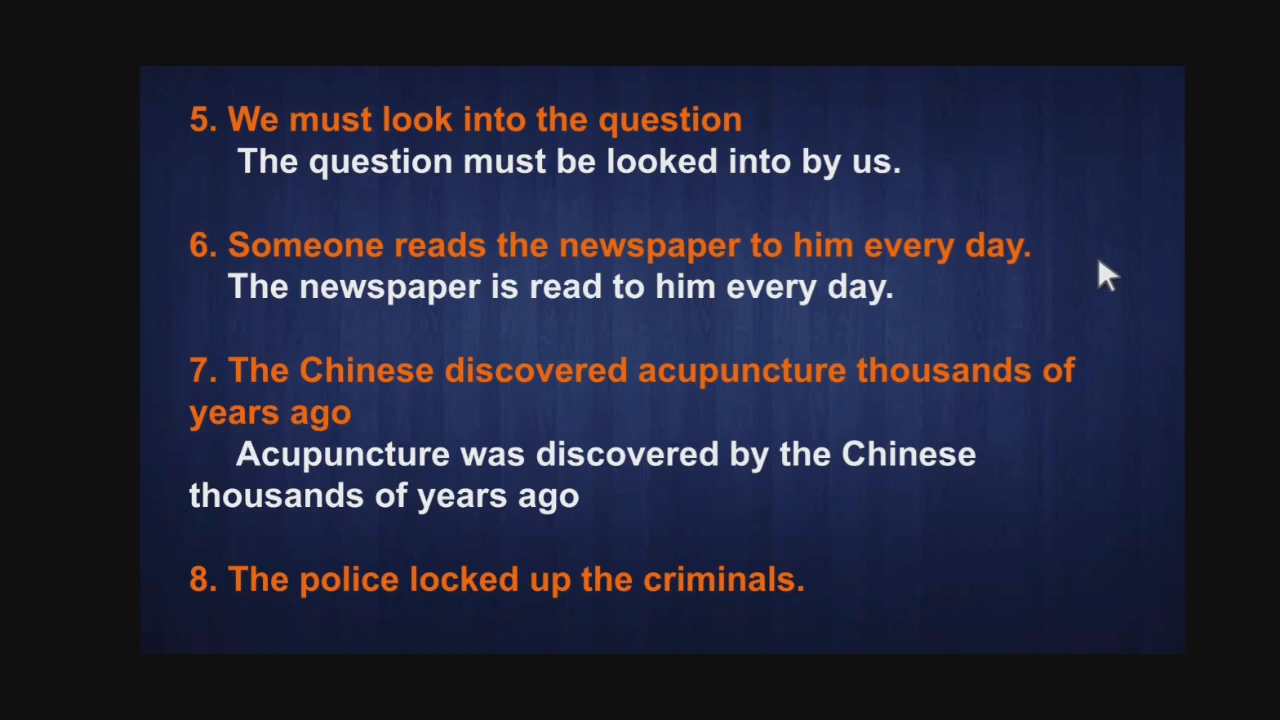 5. We must look into the question
The question must be looked into by us.
6. Someone reads the newspaper to him every day.
The newspaper is read to him every day.
7. The Chinese discovered acupuncture thousands of
years ago
Acupuncture was discovered by the Chinese
thousands of years ago
8. The police locked up the criminals.